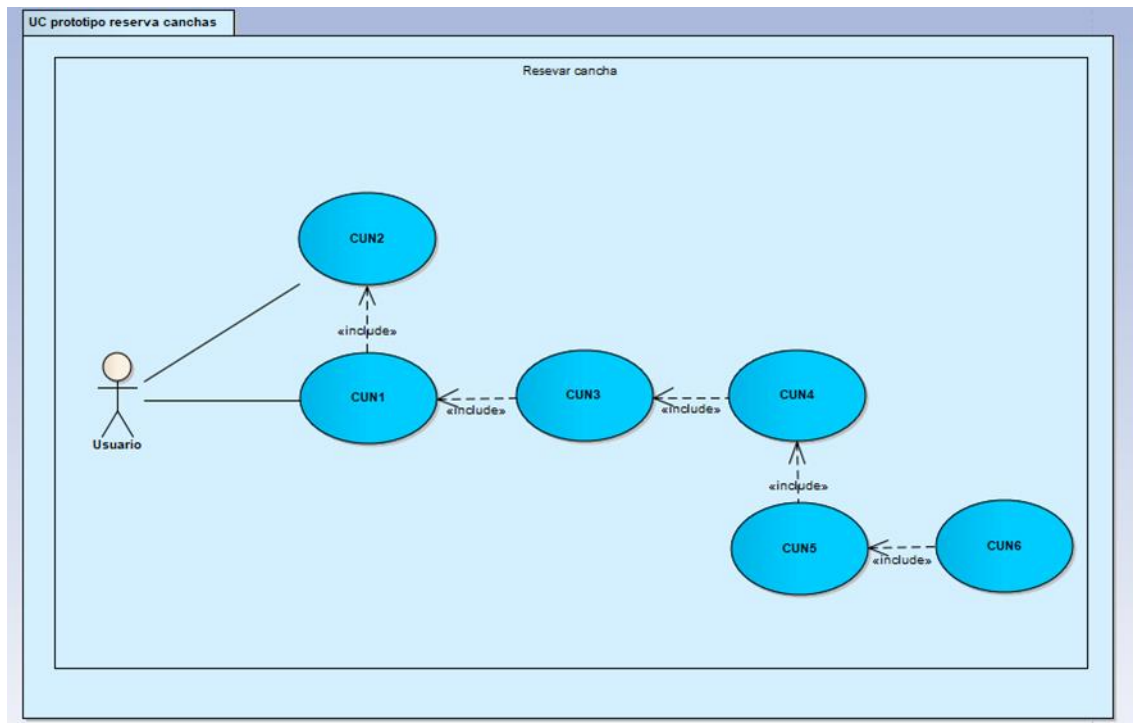 UC prototipo reserva canchas
Resevar cancha
CUN2
«include»
CUN1
«include»
CUN3
«include»
CUN4
Usuario
«include»
CUN5
«include»
CUN6